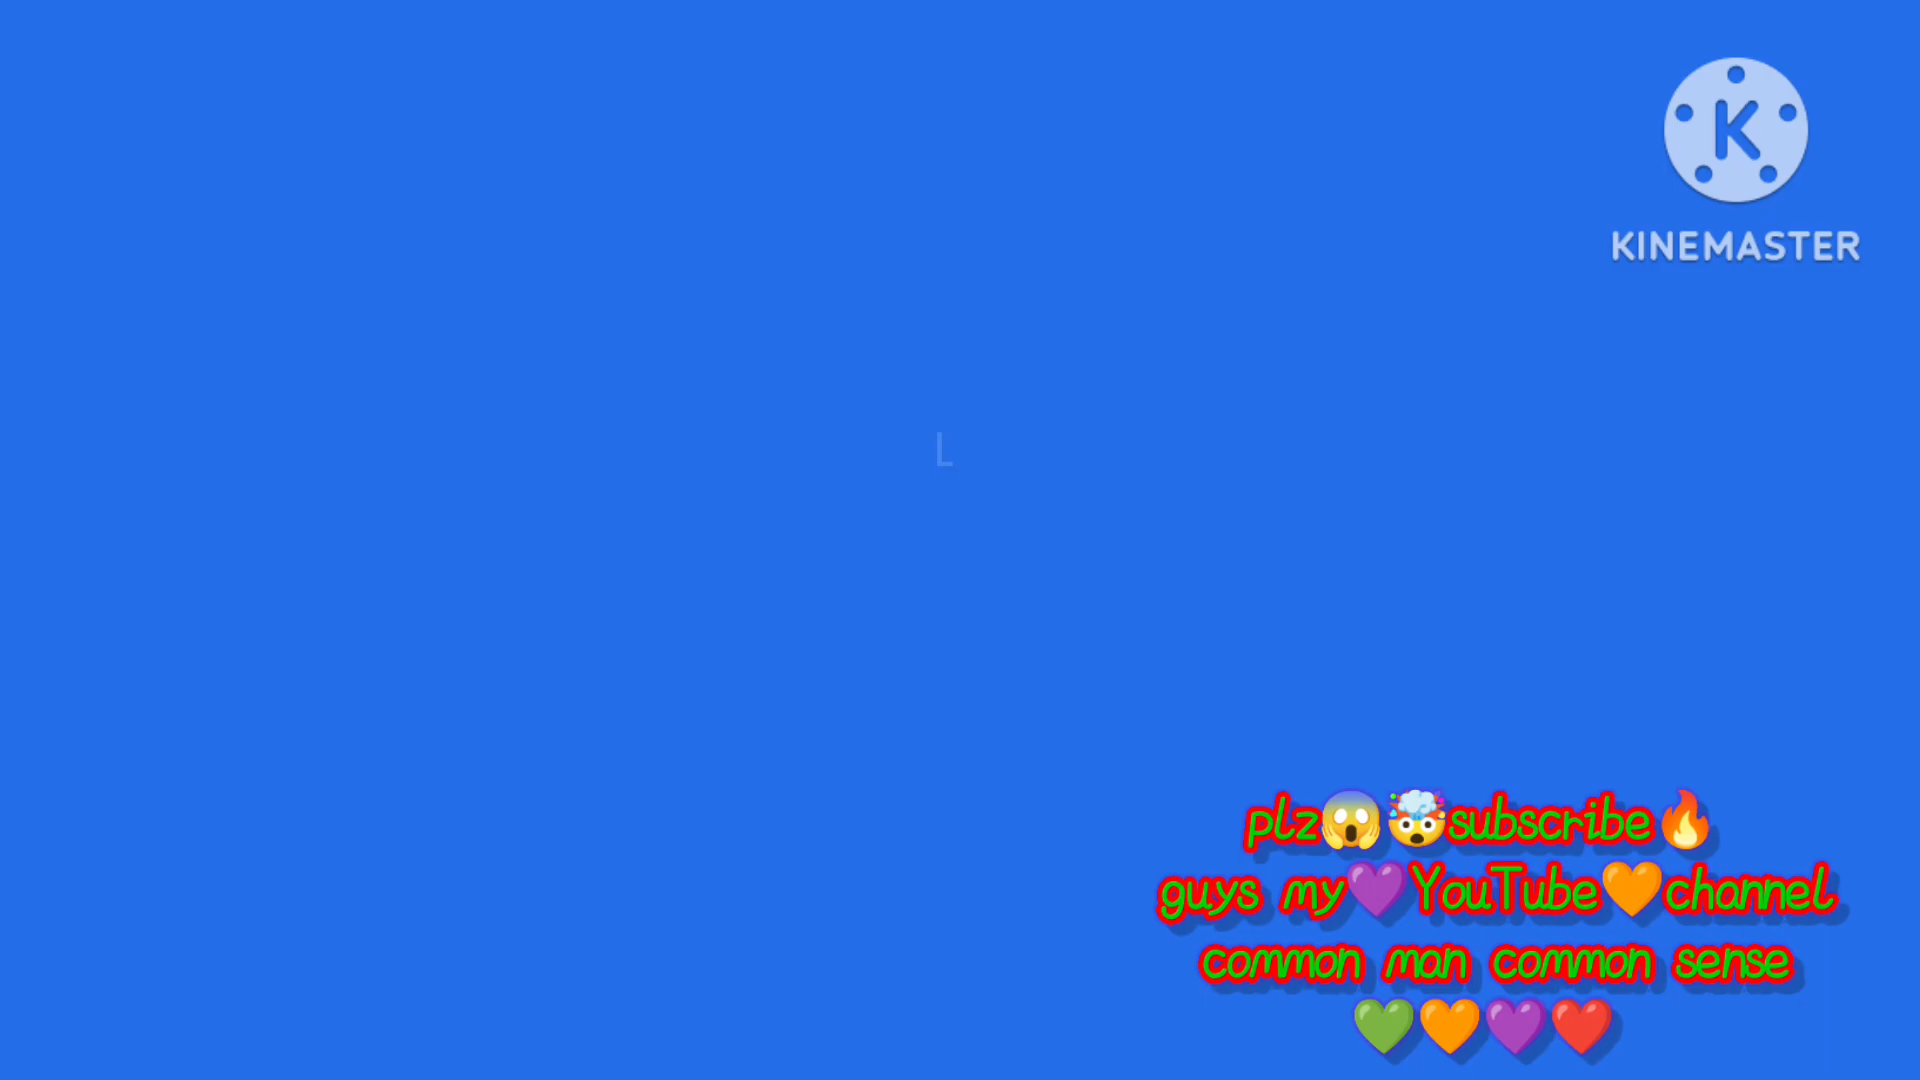 K
KINEMASTER
L
plz😱🤯subscribe🔥
guys my💜YouTube🧡channel
common man common sense
💚🧡💜❤️